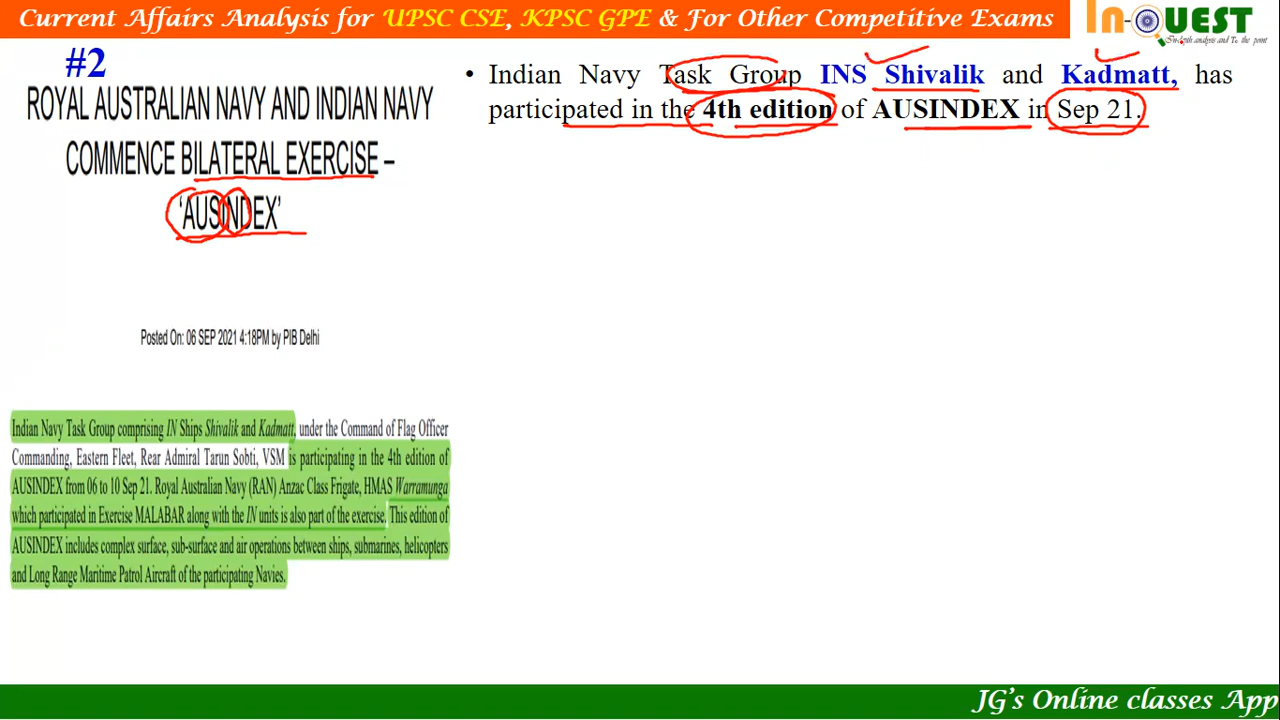 Current Affairs Analysis for UPSC CSE, KPSC GPE & For Other Competitive Exams
In-QUEST
In-depth analysis and To the point
#2
ROYAL AUSTRALIAN NAVY AND INDIAN NAVY
COMMENCE BILATERAL EXERCISE –
‘AUSINDEX’
Posted On: 06 SEP 2021 4:18PM by PIB Delhi
Indian Navy Task Group comprising IN Ships Shivalik and Kadmatt, under the Command of Flag Officer
Commanding, Eastern Fleet, Rear Admiral Tarun Sobti, VSM is participating in the 4th edition of
AUSINDEX from 06 to 10 Sep 21. Royal Australian Navy (RAN) Anzac Class Frigate, HMAS Warramunga
which participated in Exercise MALABAR along with the IN units is also part of the exercise. This edition of
AUSINDEX includes complex surface, sub-surface and air operations between ships, submarines, helicopters
and Long Range Maritime Patrol Aircraft of the participating Navies.
• Indian Navy Task Group INS Shivalik and Kadmatt, has
participated in the 4th edition of AUSINDEX in Sep 21.
JG's Online classes App